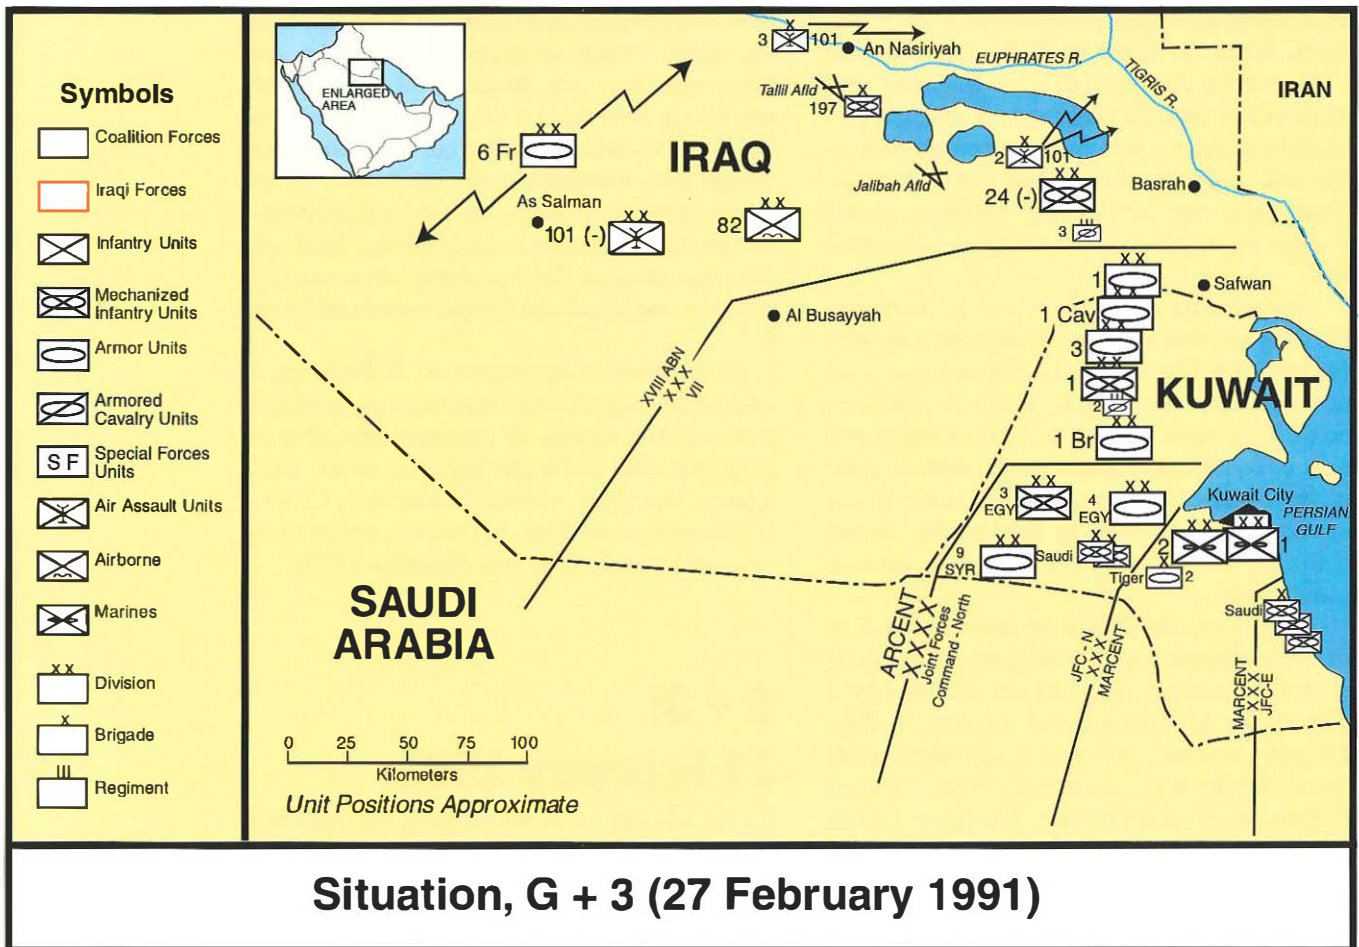 Symbols
Coalition Forces
Iraqi Forces
Infantry Units
Mechanized
Infantry Units
Armor Units
Armored
Cavalry Units
S F
Special Forces
Units
Air Assault Units
Airborne
Marines
X X
Division
X
Brigade
III
Regiment
ENLARGED
AREA
X
3
101
An Nasiriyah
EUPHRATES R.
TIGRIS R.
IRAN
Tallil Afld
X
197
X X
6 Fr
IRAQ
X
2
101
Jalibah Afld
X X
24 (-)
Basrah
III
3
As Salman
X X
101 (-)
X X
82
X X
1
Safwan
X X
1 Cav
Al Busayyah
X X
3
X X
1
KUWAIT
III
2
X X
1 Br
XVIII ABN
X X X
VII
X X
3
EGY
X X
4
EGY
Kuwait City
PERSIAN
GULF
X X
2
X X
1
X X
9
SYR
X
Saudi
X
X
Tiger
2
X
Saudi
SAUDI
ARABIA
ARCENT
X X X X
Joint Forces
Command - North
JFC - N
X X X
MARCENT
MARCENT
X X X
JFC-E
0 25 50 75 100
Kilometers
Unit Positions Approximate
Situation, G + 3 (27 February 1991)